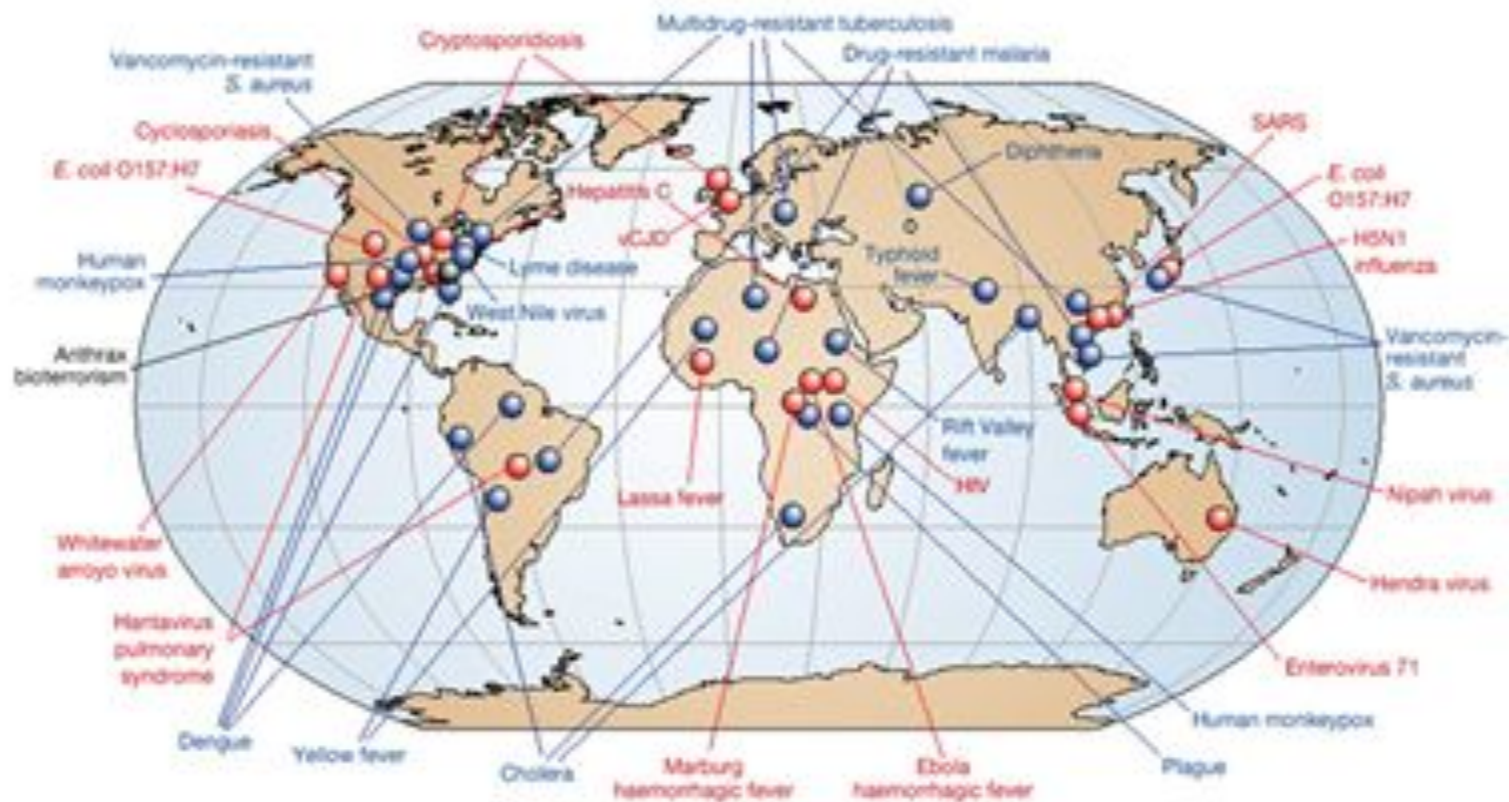 Multidrug-resistant tuberculosis
Cryptosporidiosis
Drug-resistant malaria
Vancomycin-resistant
S. aureus
Cyclosporiasis
E. coli O157:H7
SARS
Diphtheria
E. coli
O157:H7
Hepatitis C
vCJD
H5N1
influenza
Human
monkeypox
Lyme disease
Typhoid
fever
West Nile virus
Anthrax
bioterrorism
Vancomycin-
resistant
S. aureus
Rift Valley
fever
HIV
Lassa fever
Nipah virus
Whitewater
arroyo virus
Hendra virus
Hantavirus
pulmonary
syndrome
Enterovirus 71
Human monkeypox
Dengue
Yellow fever
Cholera
Marburg
haemorrhagic fever
Ebola
haemorrhagic fever
Plague